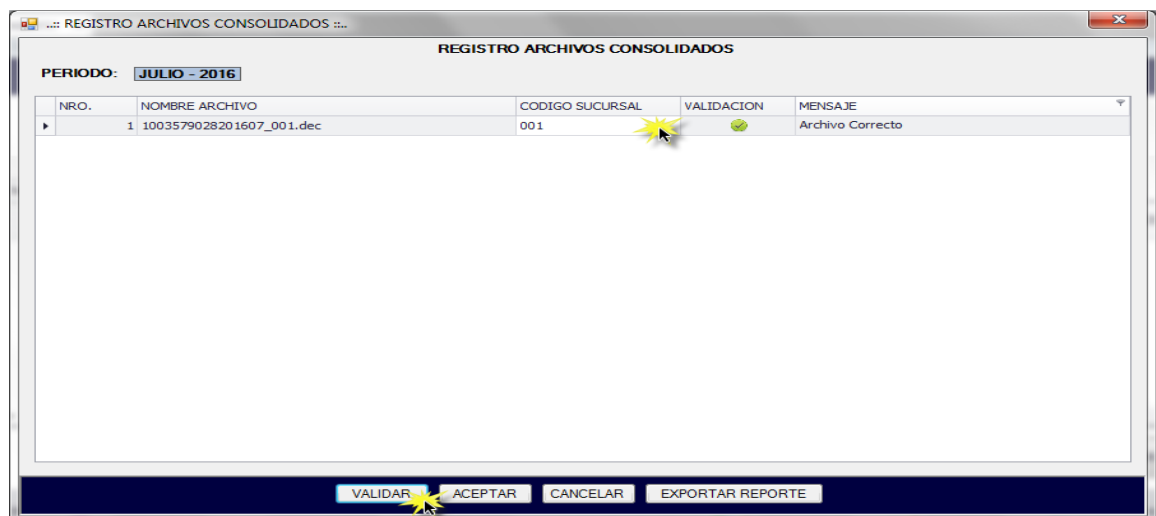 ..:: REGISTRO ARCHIVOS CONSOLIDADOS ::..
REGISTRO ARCHIVOS CONSOLIDADOS
PERIODO: JULIO - 2016
NRO. NOMBRE ARCHIVO CODIGO SUCURSAL VALIDACION MENSAJE
1 1003579028201607_001.dec 001 Archivo Correcto
VALIDAR ACEPTAR CANCELAR EXPORTAR REPORTE